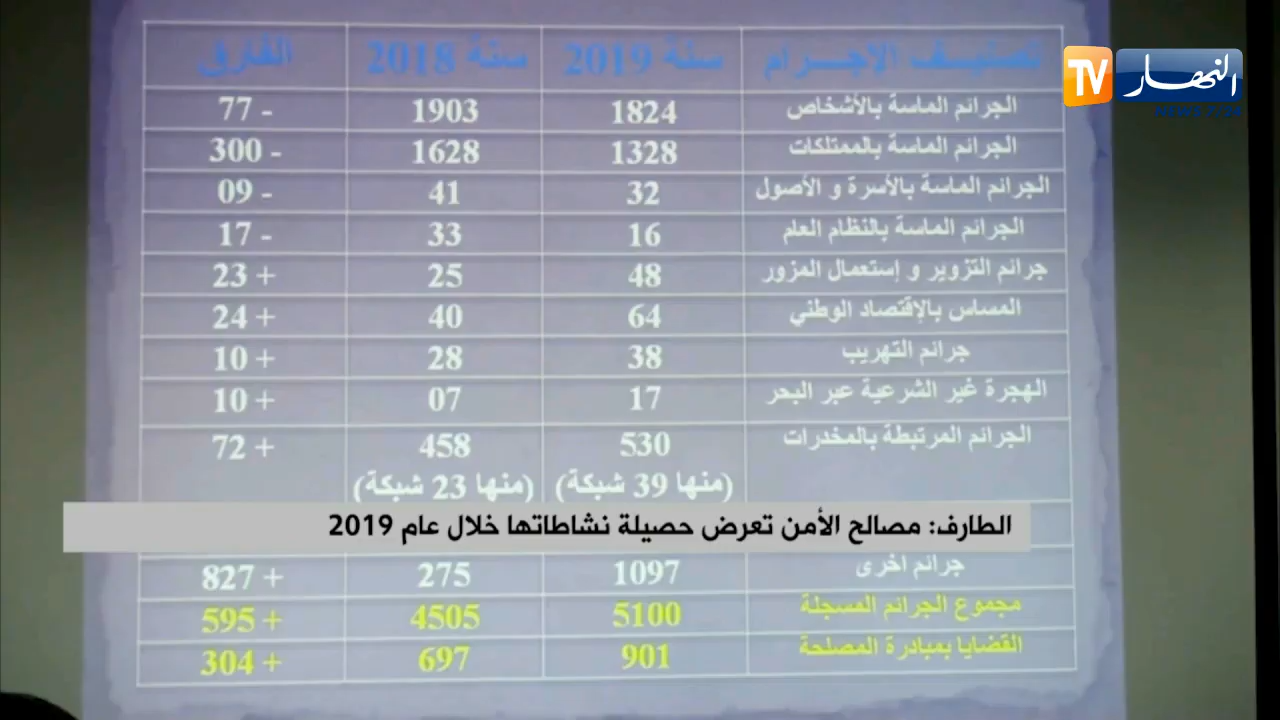 تصنيف الإجرام سنة 2019 سنة 2018 الفارق
TV النهار
الجرائم الماسة بالأشخاص 1824 1903 - 77
الجرائم الماسة بالممتلكات 1328 1628 - 300
الجرائم الماسة بالأسرة و الأصول 32 41 - 09
الجرائم الماسة بالنظام العام 16 33 - 17
جرائم التزوير و إستعمال المزور 48 25 + 23
المساس بالإقتصاد الوطني 64 40 + 24
جرائم التهريب 38 28 + 10
الهجرة غير الشرعية عبر البحر 17 07 + 10
الجرائم المرتبطة بالمخدرات 530 458 + 72
(منها 39 شبكة) (منها 23 شبكة)
الطارف: مصالح الأمن تعرض حصيلة نشاطاتها خلال عام 2019
جرائم اخرى 1097 275 + 827
مجموع الجرائم المسجلة 5100 4505 + 595
القضايا بمبادرة المصلحة 901 697 + 304